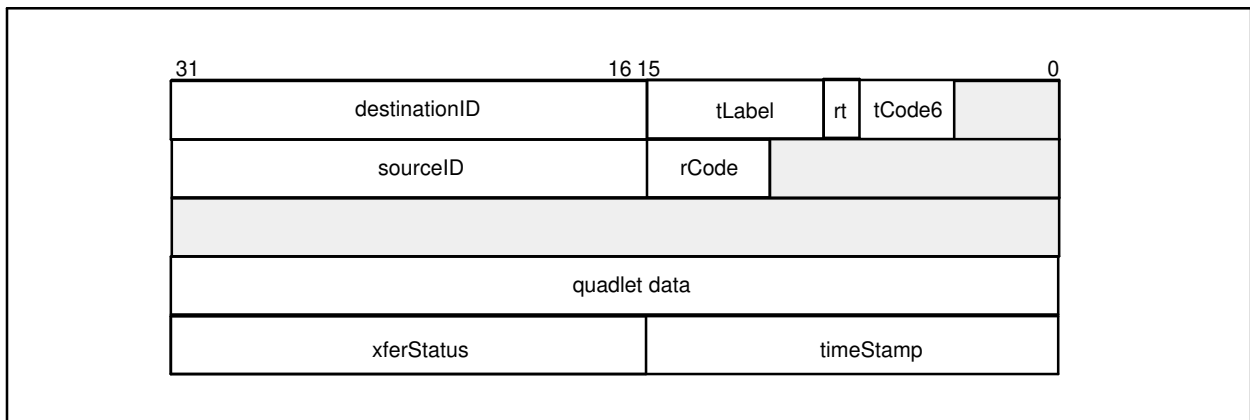 31 16 15 0
destinationID tLabel rt tCode6
sourceID rCode
quadlet data
xferStatus timeStamp